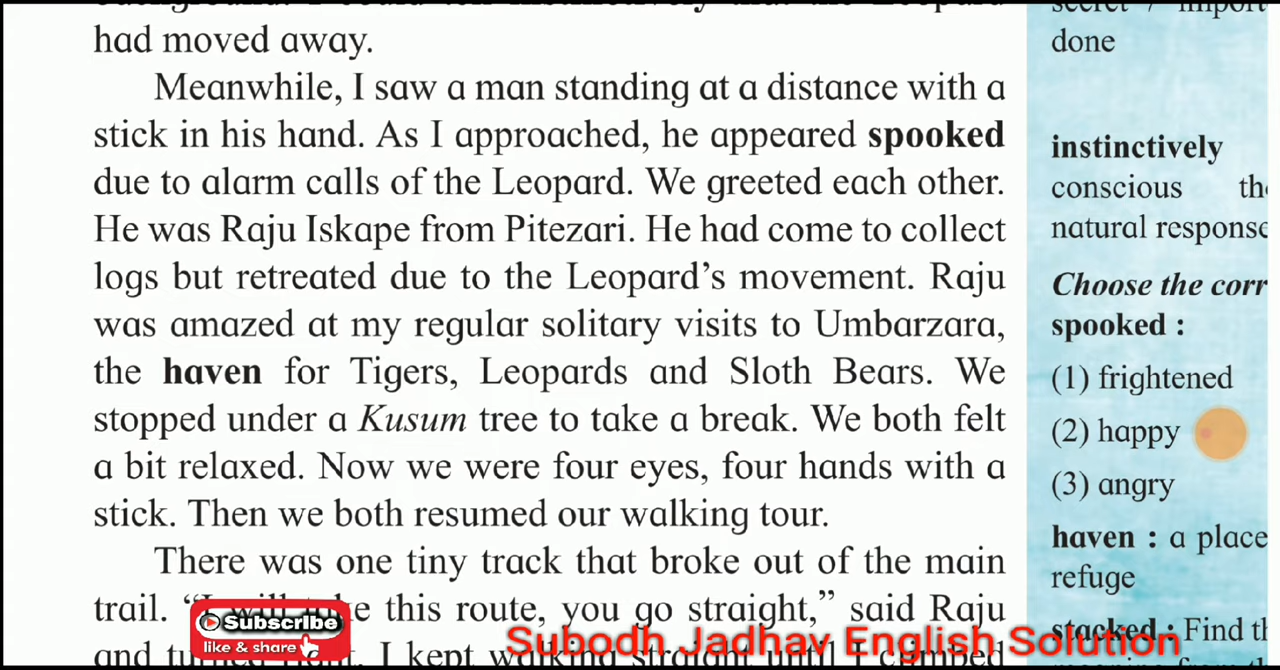 had moved away.
Meanwhile, I saw a man standing at a distance with a
stick in his hand. As I approached, he appeared spooked
due to alarm calls of the Leopard. We greeted each other.
He was Raju Iskape from Pitezari. He had come to collect
logs but retreated due to the Leopard's movement. Raju
was amazed at my regular solitary visits to Umbarzara,
the haven for Tigers, Leopards and Sloth Bears. We
stopped under a Kusum tree to take a break. We both felt
a bit relaxed. Now we were four eyes, four hands with a
stick. Then we both resumed our walking tour.
There was one tiny track that broke out of the main
trail. “I will take this route, you go straight,” said Raju
and turned right. I kept walking straight until I climbed
done
instinctively
conscious
natural response
Choose the
spooked :
(1) frightened
(2) happy
(3) angry
haven : a place
refuge
stacked : Find
Subscribe
like & share
Subodh Jadhav English Solution